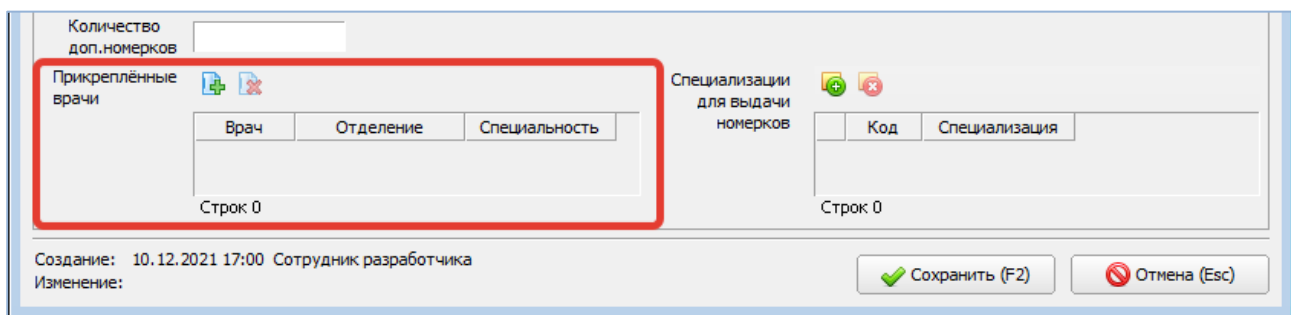 Количество
доп.номерков
Прикреплённые
врачи
Врач Отделение Специальность
Строк 0
Специализации
для выдачи
номерков
Код Специализация
Строк 0
Создание: 10.12.2021 17:00 Сотрудник разработчика
Изменение:
Сохранить (F2) Отмена (Esc)